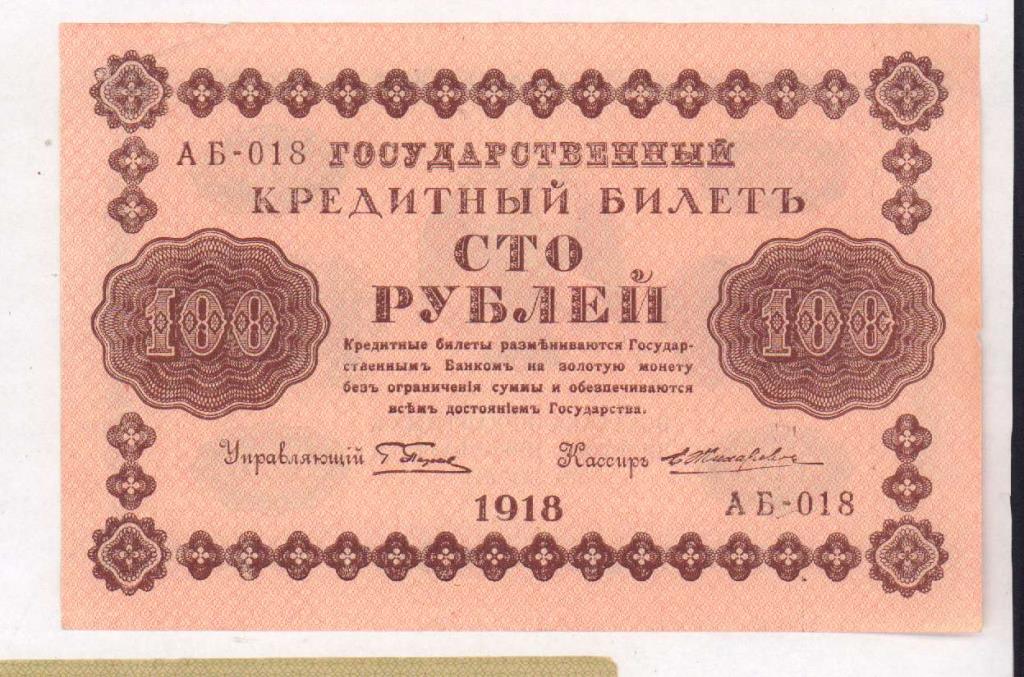 АБ-018 ГОСУДАРСТВЕННЫЙ
КРЕДИТНЫЙ БИЛЕТЪ
СТО
РУБЛЕЙ
100
100
Кредитные билеты размѣниваются Государ-
ственнымъ Банкомъ на золотую монету
безъ ограниченія суммы и обезпечиваются
всѣмъ достояніемъ Государства.
Управляющій
Кассиръ
1918
АБ-018